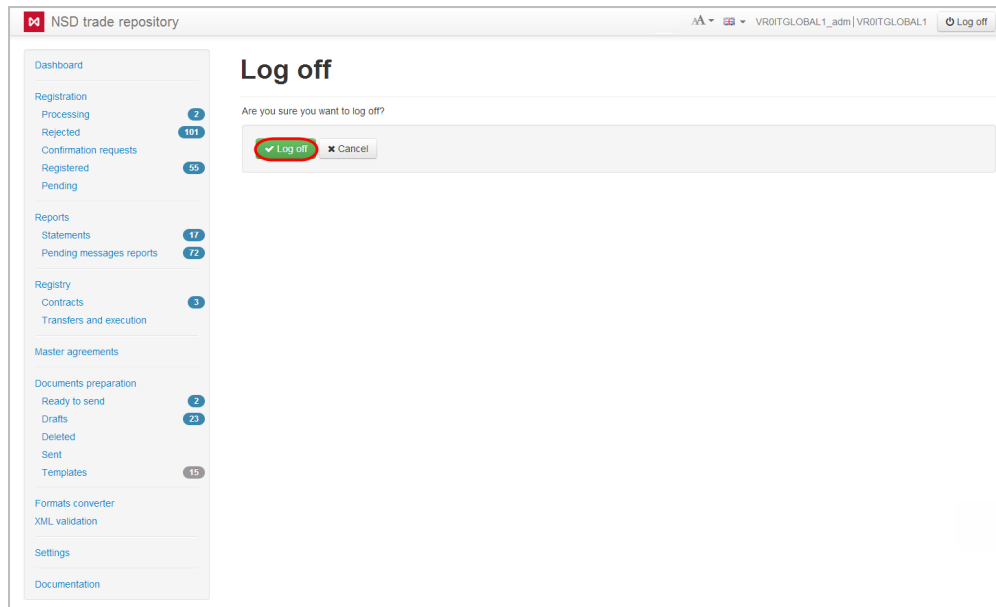 NSD trade repository
AA VR0ITGLOBAL1_adm | VR0ITGLOBAL1 Log off
Dashboard
Registration
Processing 2
Rejected 101
Confirmation requests
Registered 55
Pending
Reports
Statements 17
Pending messages reports 72
Registry
Contracts 3
Transfers and execution
Master agreements
Documents preparation
Ready to send 2
Drafts 23
Deleted
Sent
Templates 15
Formats converter
XML validation
Settings
Documentation
Log off
Are you sure you want to log off?
Log off Cancel